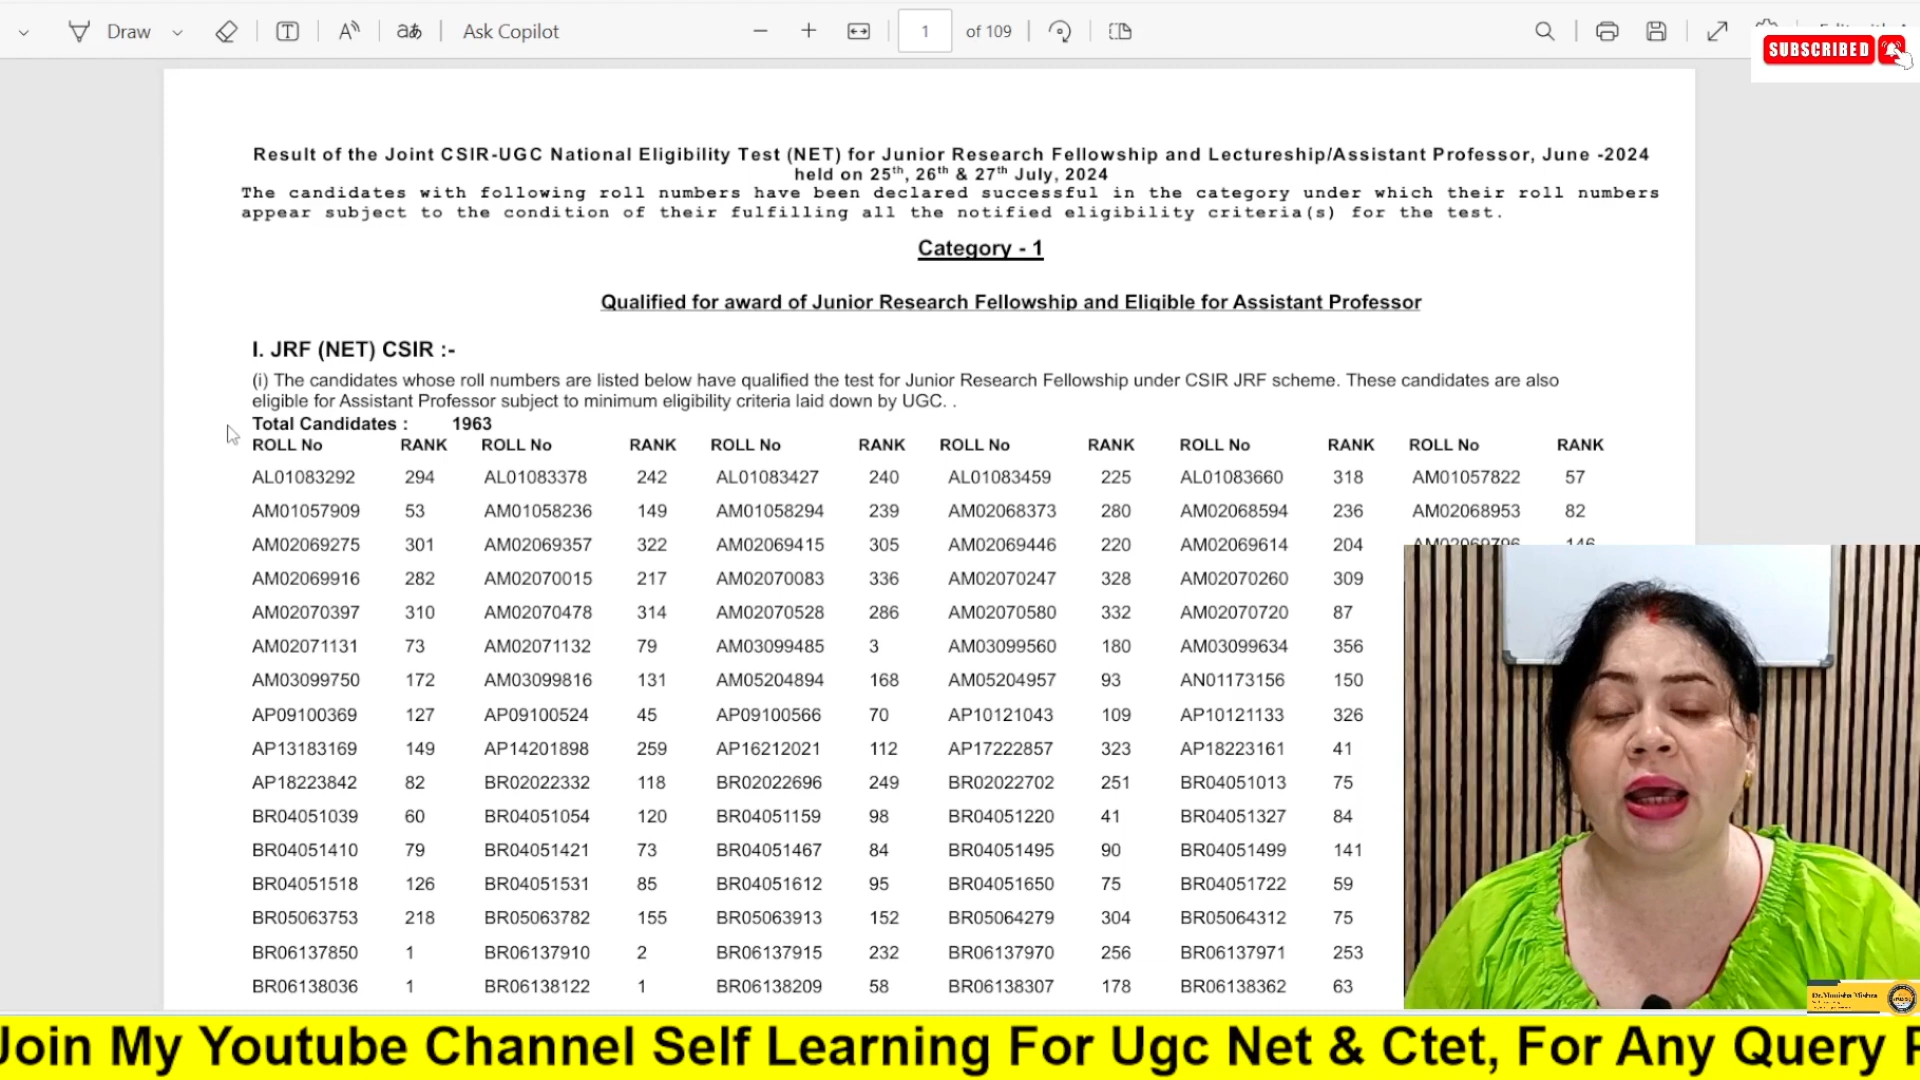 Draw
Ask Copilot
1 of 109
SUBSCRIBED
Result of the Joint CSIR-UGC National Eligibility Test (NET) for Junior Research Fellowship and Lectureship/Assistant Professor, June -2024
held on 25th, 26th & 27th July, 2024
The candidates with following roll numbers have been declared successful in the category under which their roll numbers
appear subject to the condition of their fulfilling all the notified eligibility criteria(s) for the test.
Category - 1
Qualified for award of Junior Research Fellowship and Eligible for Assistant Professor
I. JRF (NET) CSIR :-
(i) The candidates whose roll numbers are listed below have qualified the test for Junior Research Fellowship under CSIR JRF scheme. These candidates are also
eligible for Assistant Professor subject to minimum eligibility criteria laid down by UGC. .
Total Candidates : 1963
ROLL No RANK ROLL No RANK ROLL No RANK ROLL No RANK ROLL No RANK ROLL No RANK
AL01083292 294 AL01083378 242 AL01083427 240 AL01083459 225 AL01083660 318 AM01057822 57
AM01057909 53 AM01058236 149 AM01058294 239 AM02068373 280 AM02068594 236 AM02068953 82
AM02069275 301 AM02069357 322 AM02069415 305 AM02069446 220 AM02069614 204 AM02069796 146
AM02069916 282 AM02070015 217 AM02070083 336 AM02070247 328 AM02070260 309
AM02070397 310 AM02070478 314 AM02070528 286 AM02070580 332 AM02070720 87
AM02071131 73 AM02071132 79 AM03099485 3 AM03099560 180 AM03099634 356
AM03099750 172 AM03099816 131 AM05204894 168 AM05204957 93 AN01173156 150
AP09100369 127 AP09100524 45 AP09100566 70 AP10121043 109 AP10121133 326
AP13183169 149 AP14201898 259 AP16212021 112 AP17222857 323 AP18223161 41
AP18223842 82 BR02022332 118 BR02022696 249 BR02022702 251 BR04051013 75
BR04051039 60 BR04051054 120 BR04051159 98 BR04051220 41 BR04051327 84
BR04051410 79 BR04051421 73 BR04051467 84 BR04051495 90 BR04051499 141
BR04051518 126 BR04051531 85 BR04051612 95 BR04051650 75 BR04051722 59
BR05063753 218 BR05063782 155 BR05063913 152 BR05064279 304 BR05064312 75
BR06137850 1 BR06137910 2 BR06137915 232 BR06137970 256 BR06137971 253
BR06138036 1 BR06138122 1 BR06138209 58 BR06138307 178 BR06138362 63
Join My Youtube Channel Self Learning For Ugc Net & Ctet, For Any Query